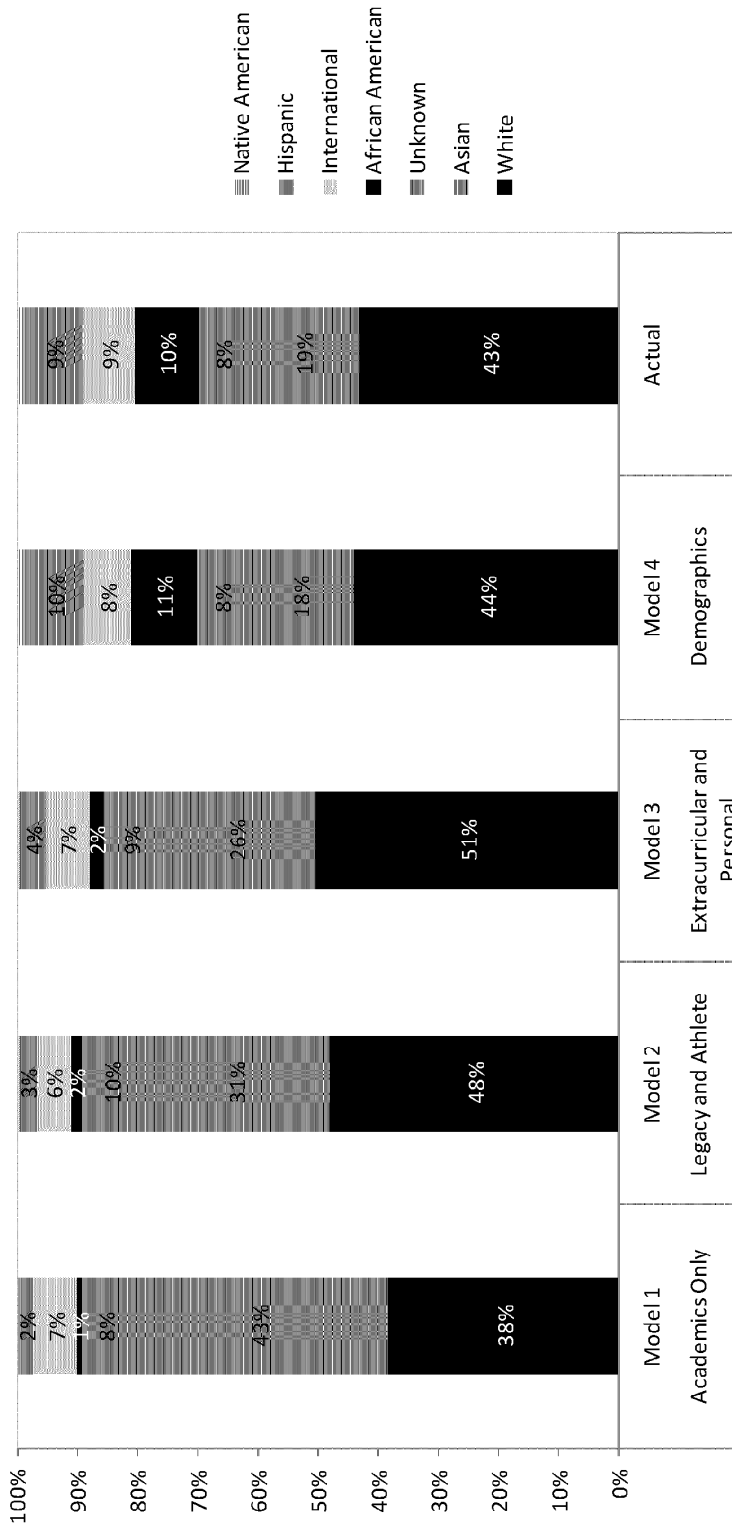 100%
90%
80%
70%
60%
50%
40%
30%
20%
10%
0%
2%
7%
1%
8%
43%
38%
3%
6%
2%
10%
31%
48%
4%
7%
2%
9%
26%
51%
10%
8%
11%
8%
18%
44%
9%
9%
10%
8%
19%
43%
Model 1
Academics Only
Model 2
Legacy and Athlete
Model 3
Extracurricular and
Personal
Model 4
Demographics
Actual
Native American
Hispanic
International
African American
Unknown
Asian
White